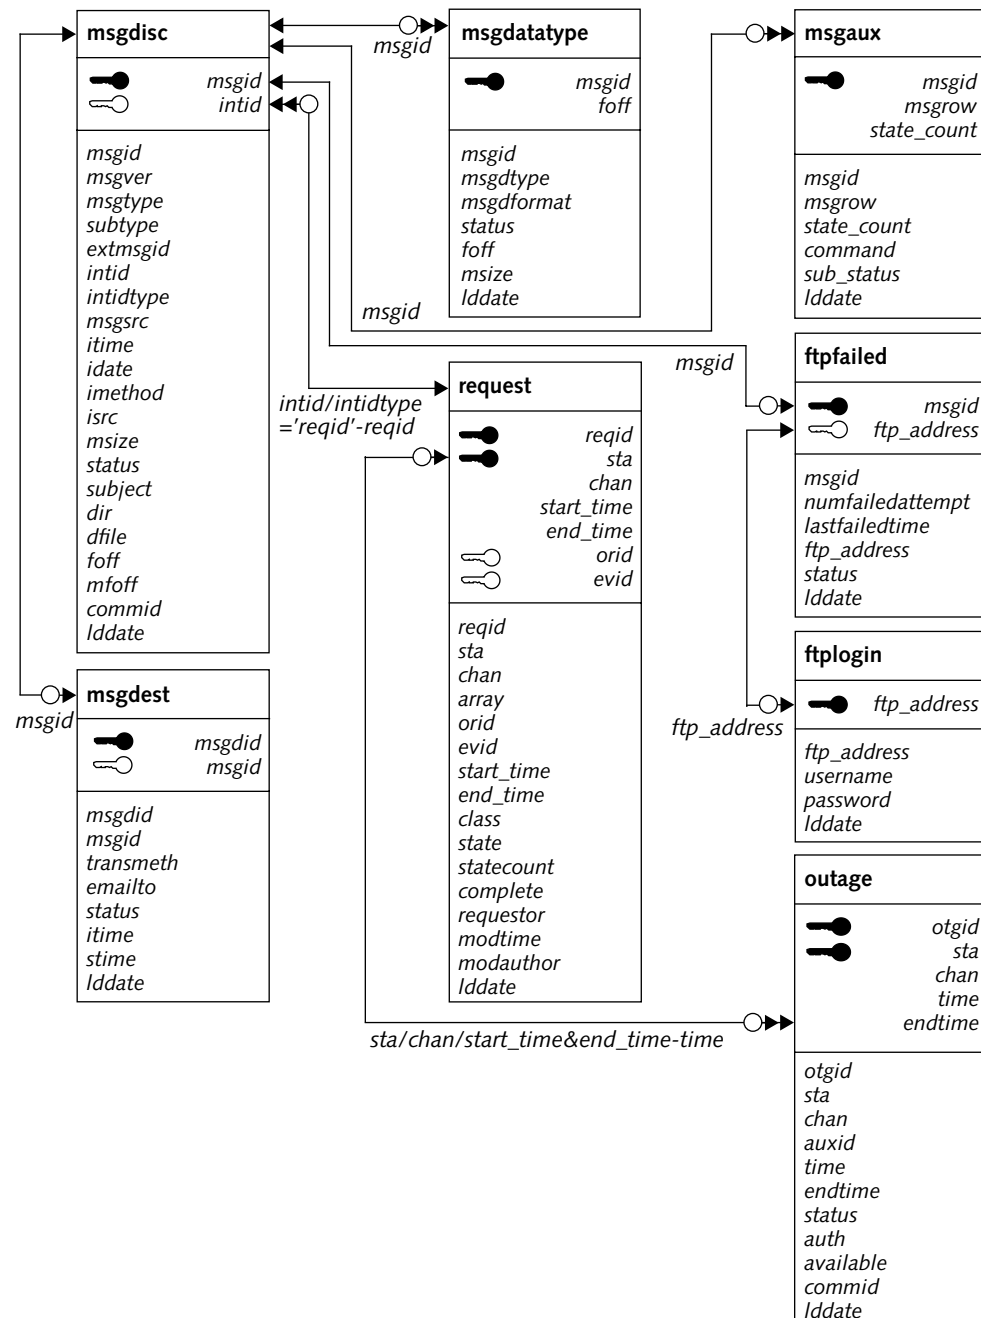 msgdisc
msgid
intid
msgid
msgver
msgtype
subtype
extmsgid
intid
intidtype
msgsrc
itime
idate
imethod
isrc
msize
status
subject
dir
dfile
foff
mfoff
commid
lddate
msgid
msgdatatype
msgid
foff
msgid
msgdtype
msgdformat
status
foff
msize
lddate
msgaux
msgid
msgrow
state_count
msgid
msgrow
state_count
command
sub_status
lddate
msgid
msgid
intid/intidtype
='reqid'-reqid
request
reqid
sta
chan
start_time
end_time
orid
evid
reqid
sta
chan
array
orid
evid
start_time
end_time
class
state
statecount
complete
requestor
modtime
modauthor
lddate
ftpfailed
msgid
ftp_address
msgid
numfailedattempt
lastfailedtime
ftp_address
status
lddate
ftplogin
ftp_address
ftp_address
ftp_address
username
password
lddate
msgid
msgdest
msgdid
msgid
msgdid
msgid
transmeth
emailto
status
itime
stime
lddate
sta/chan/start_time&end_time-time
outage
otgid
sta
chan
time
endtime
otgid
sta
chan
auxid
time
endtime
status
auth
available
commid
lddate